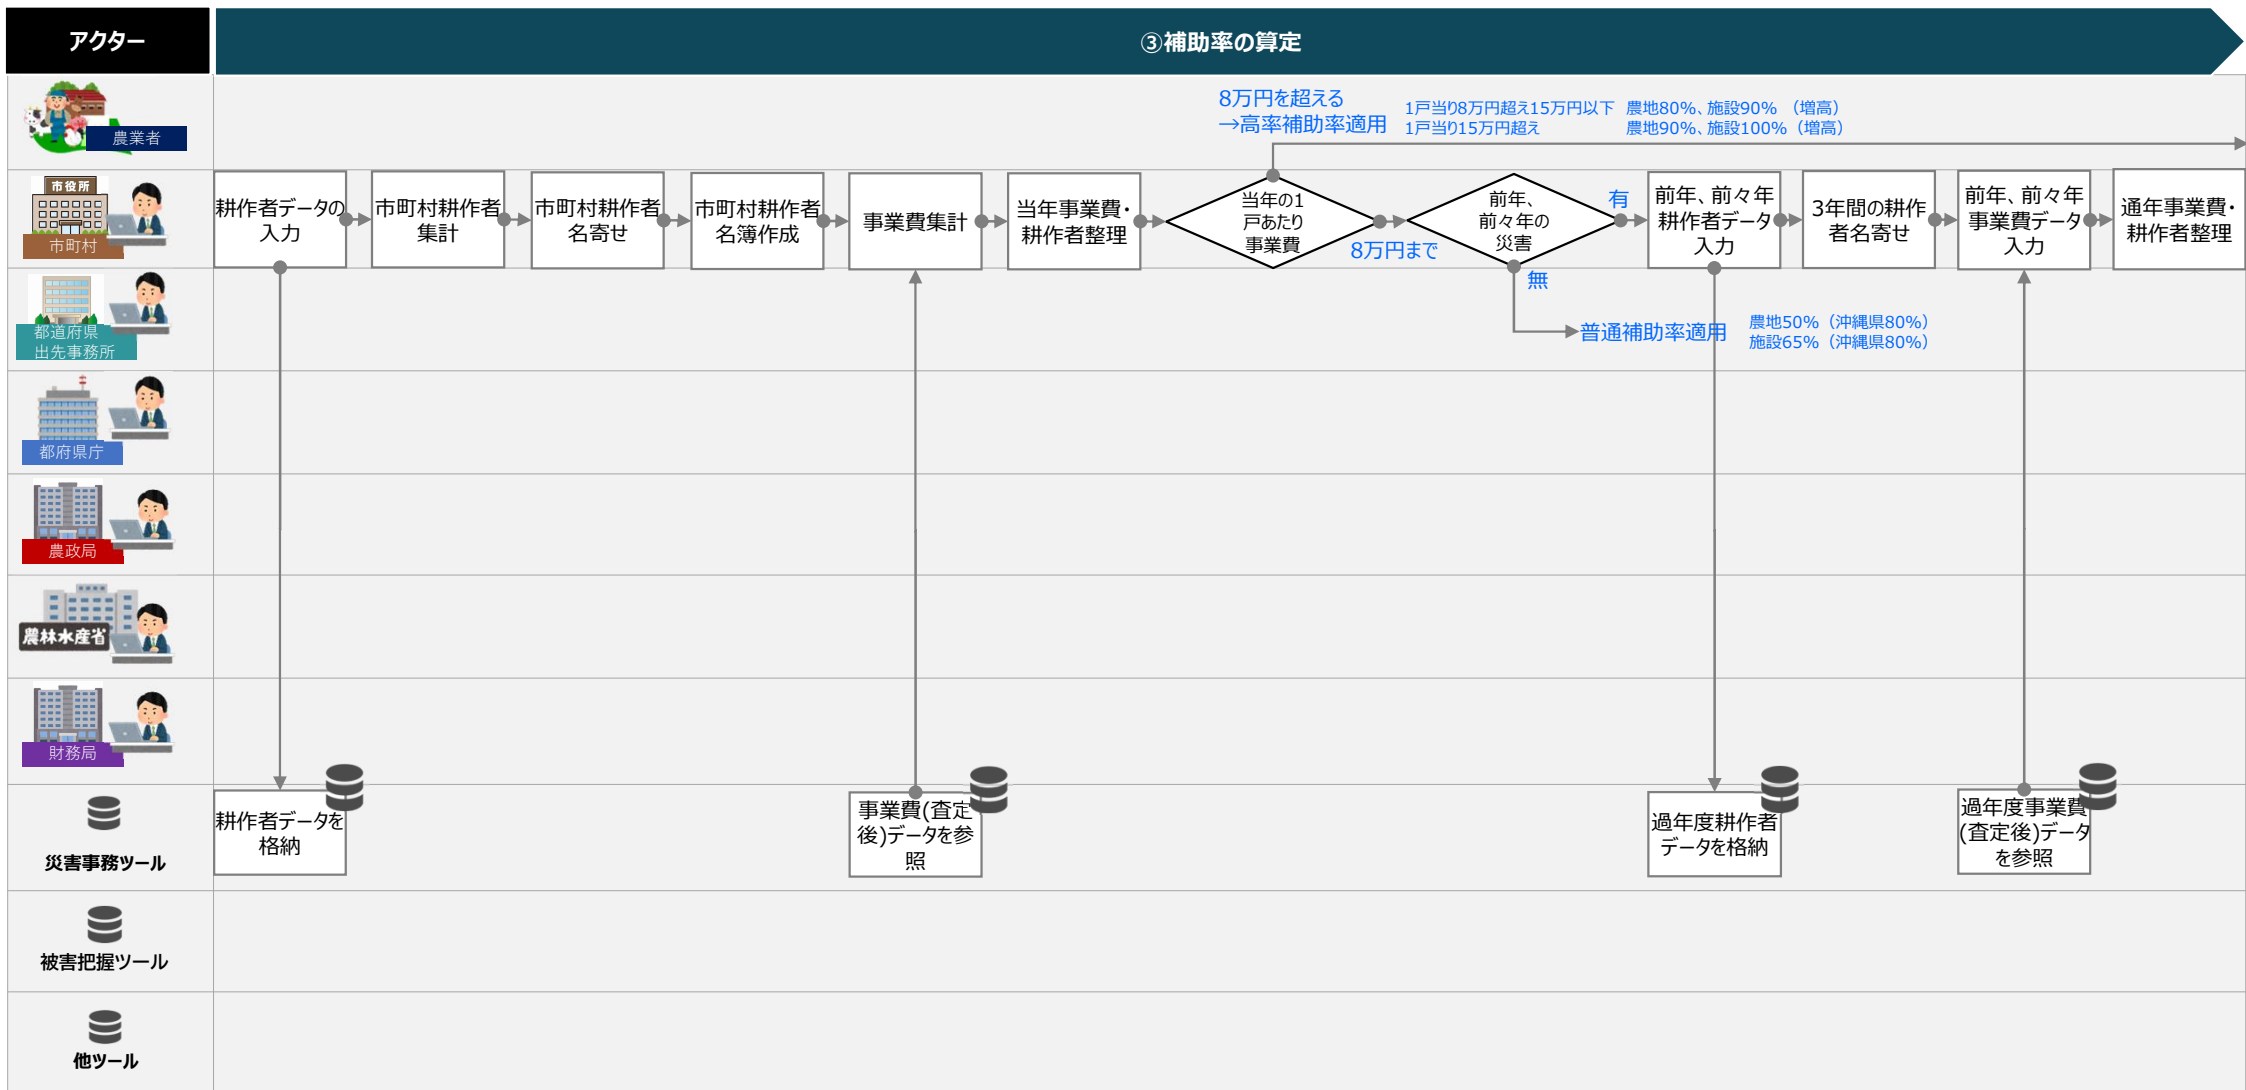 アクター
③補助率の算定
農業者
8万円を超える
→高率補助率適用
1戸当り8万円超え15万円以下 農地80%、施設90% （増高）
1戸当り15万円超え 農地90%、施設100%（増高）
市役所
市町村
耕作者データの
入力
市町村耕作者
集計
市町村耕作者
名寄せ
市町村耕作者
名簿作成
事業費集計
当年事業費・
耕作者整理
当年の1
戸あたり
事業費
8万円まで
前年、
前々年の
災害
有
無
前年、前々年
耕作者データ
入力
3年間の耕作
者名寄せ
前年、前々年
事業費データ
入力
通年事業費・
耕作者整理
都道府県
出先事務所
普通補助率適用
農地50%（沖縄県80%）
施設65%（沖縄県80%）
都府県庁
農政局
農林水産省
財務局
災害事務ツール
耕作者データを
格納
事業費(査定
後)データを参
照
過年度耕作者
データを格納
過年度事業費
(査定後)データ
を参照
被害把握ツール
他ツール